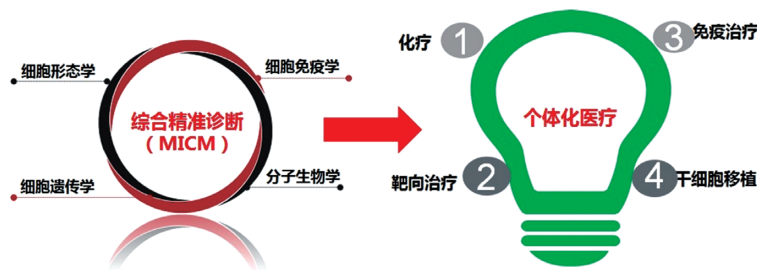 细胞形态学
细胞免疫学
综合精准诊断
（MICM）
细胞遗传学
分子生物学
化疗
1
3
免疫治疗
个体化医疗
靶向治疗
2
4
干细胞移植